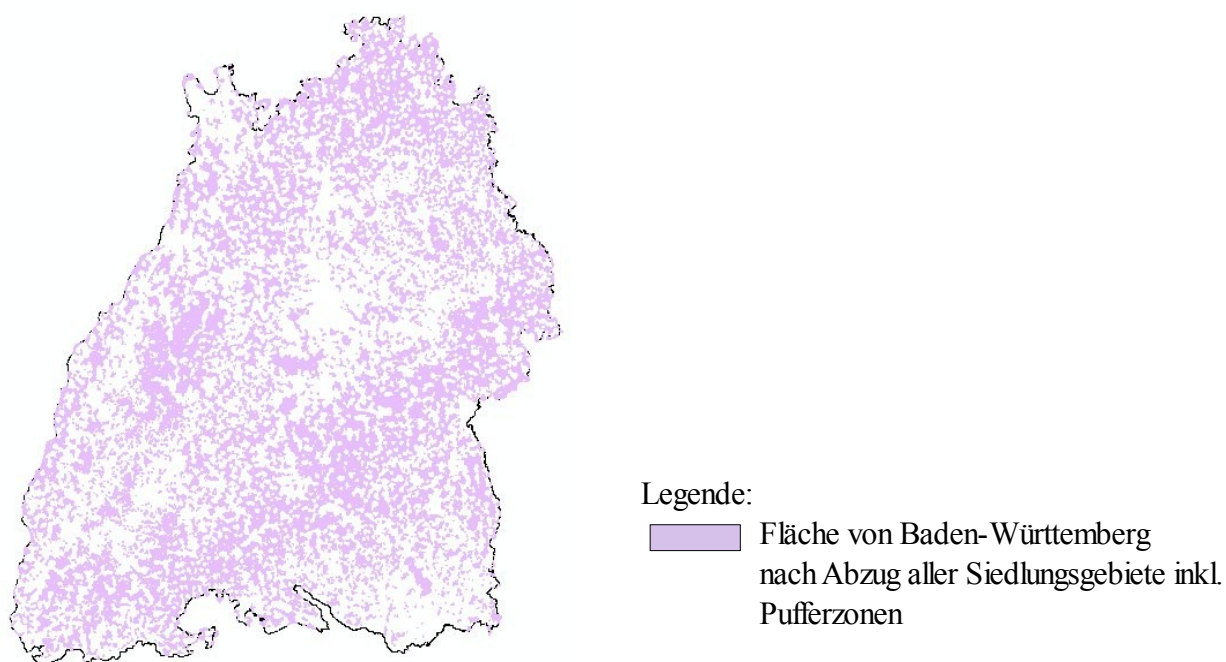 Legende:
Fläche von Baden-Württemberg
nach Abzug aller Siedlungsgebiete inkl.
Pufferzonen